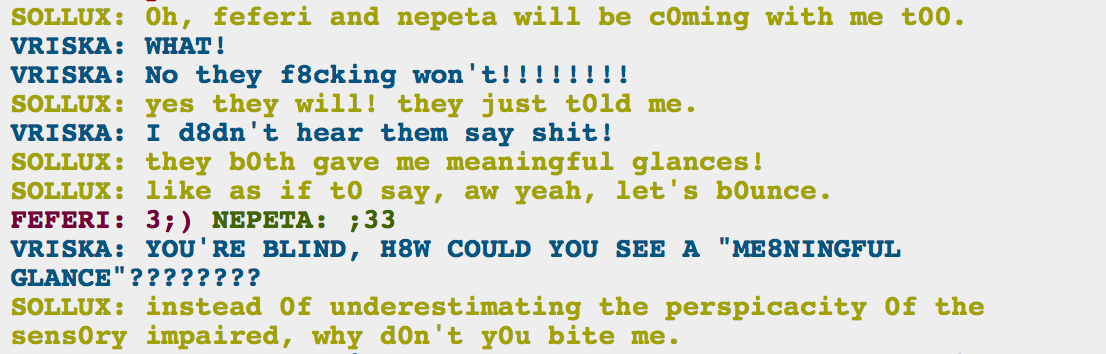 SOLLUX: 0h, feferi and nepeta will be c0ming with me t00.
VRISKA: WHAT!
VRISKA: No they f8cking won't!!!!!!!!
SOLLUX: yes they will! they just t0ld me.
VRISKA: I d8dn't hear them say shit!
SOLLUX: they b0th gave me meaningful glances!
SOLLUX: like as if t0 say, aw yeah, let's b0unce.
FEFERI: 3;) NEPETA: ;33
VRISKA: YOU'RE BLIND, H8W COULD YOU SEE A "ME8NINGFUL
GLANCE"????????
SOLLUX: instead 0f underestimating the perspicacity 0f the
sens0ry impaired, why d0n't y0u bite me.